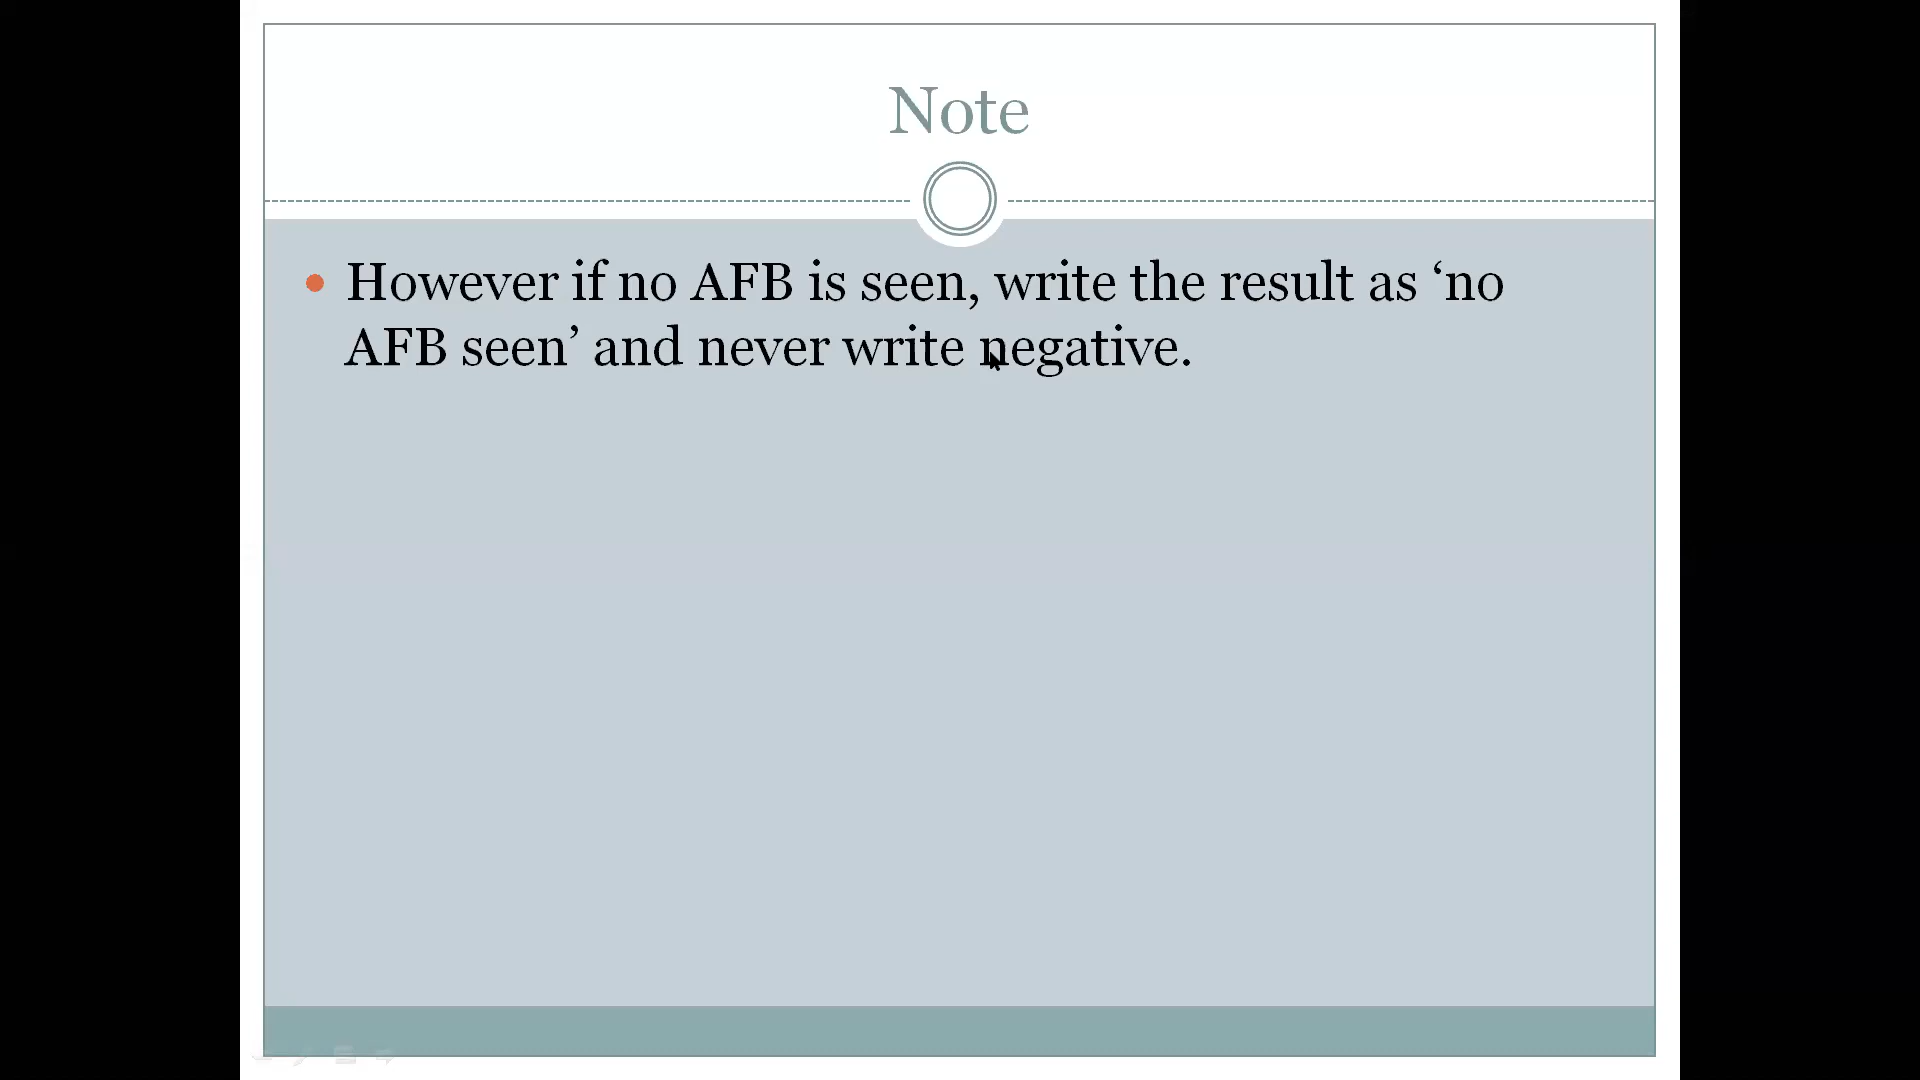 Note
However if no AFB is seen, write the result as ‘no
AFB seen’ and never write negative.